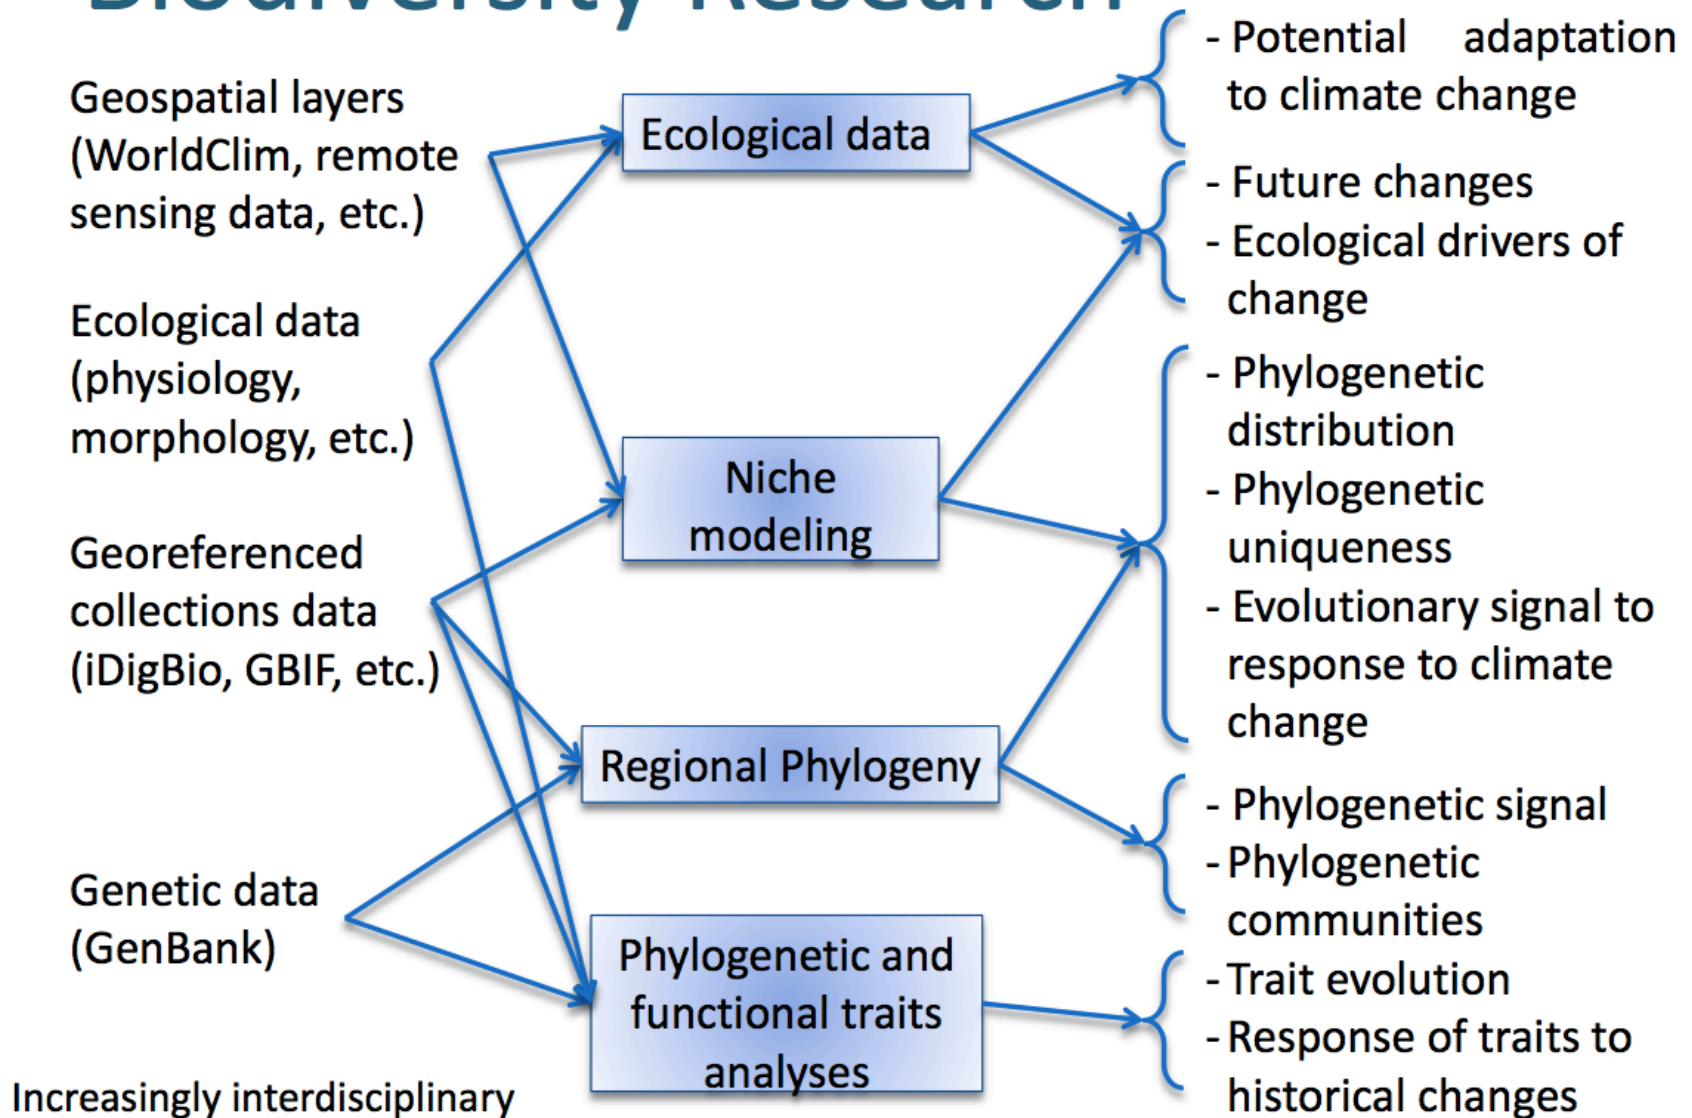 Biodiversity Research
Geospatial layers
(WorldClim, remote
sensing data, etc.)
Ecological data
(physiology,
morphology, etc.)
Georeferenced
collections data
(iDigBio, GBIF, etc.)
Genetic data
(GenBank)
Increasingly interdisciplinary
Ecological data
Niche
modeling
Regional Phylogeny
Phylogenetic and
functional traits
analyses
- Potential adaptation
to climate change
- Future changes
- Ecological drivers of
change
- Phylogenetic
distribution
- Phylogenetic
uniqueness
- Evolutionary signal to
response to climate
change
- Phylogenetic signal
- Phylogenetic
communities
- Trait evolution
- Response of traits to
historical changes